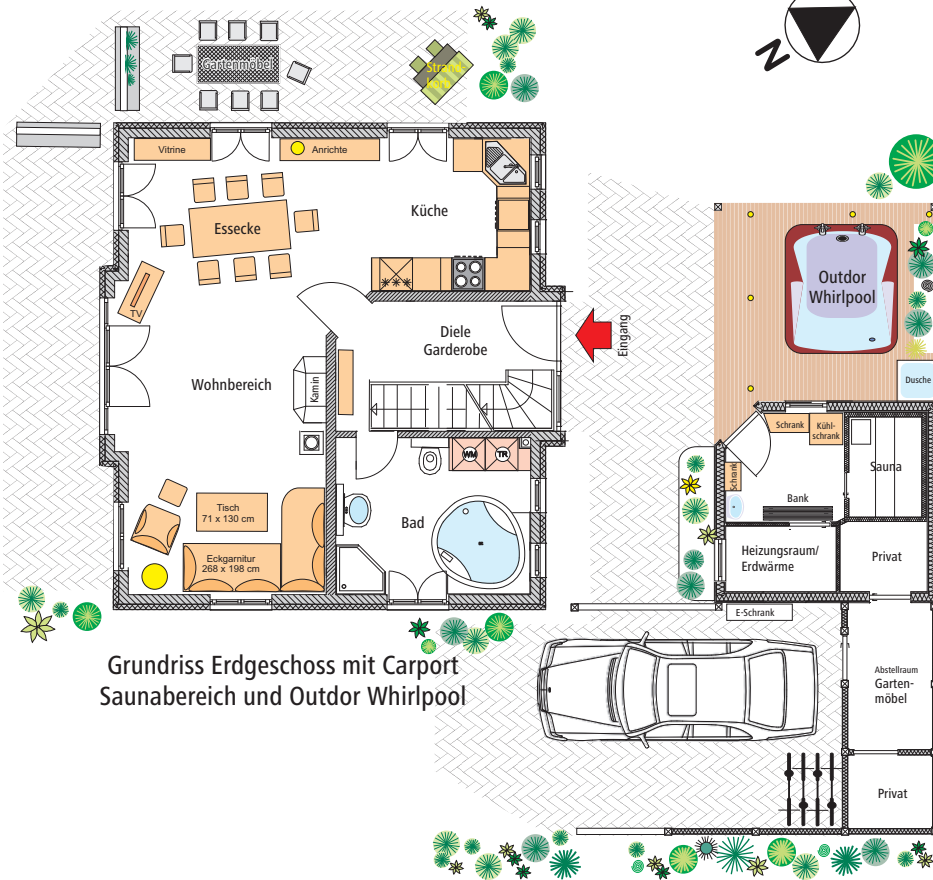 Gartenmöbel
Strand-
korb
N
Vitrine
Anrichte
Küche
Essecke
TV
Diele
Garderobe
Eingang
Wohnbereich
Kamin
Outdor
Whirlpool
Dusche
Schrank
Kühl-
schrank
Sauna
Schrank
Bank
WM
TR
Bad
Tisch
71 x 130 cm
Eckgarnitur
268 x 198 cm
Heizungsraum/
Erdwärme
Privat
E-Schrank
Grundriss Erdgeschoss mit Carport
Saunabereich und Outdor Whirlpool
Abstellraum
Garten-
möbel
Privat